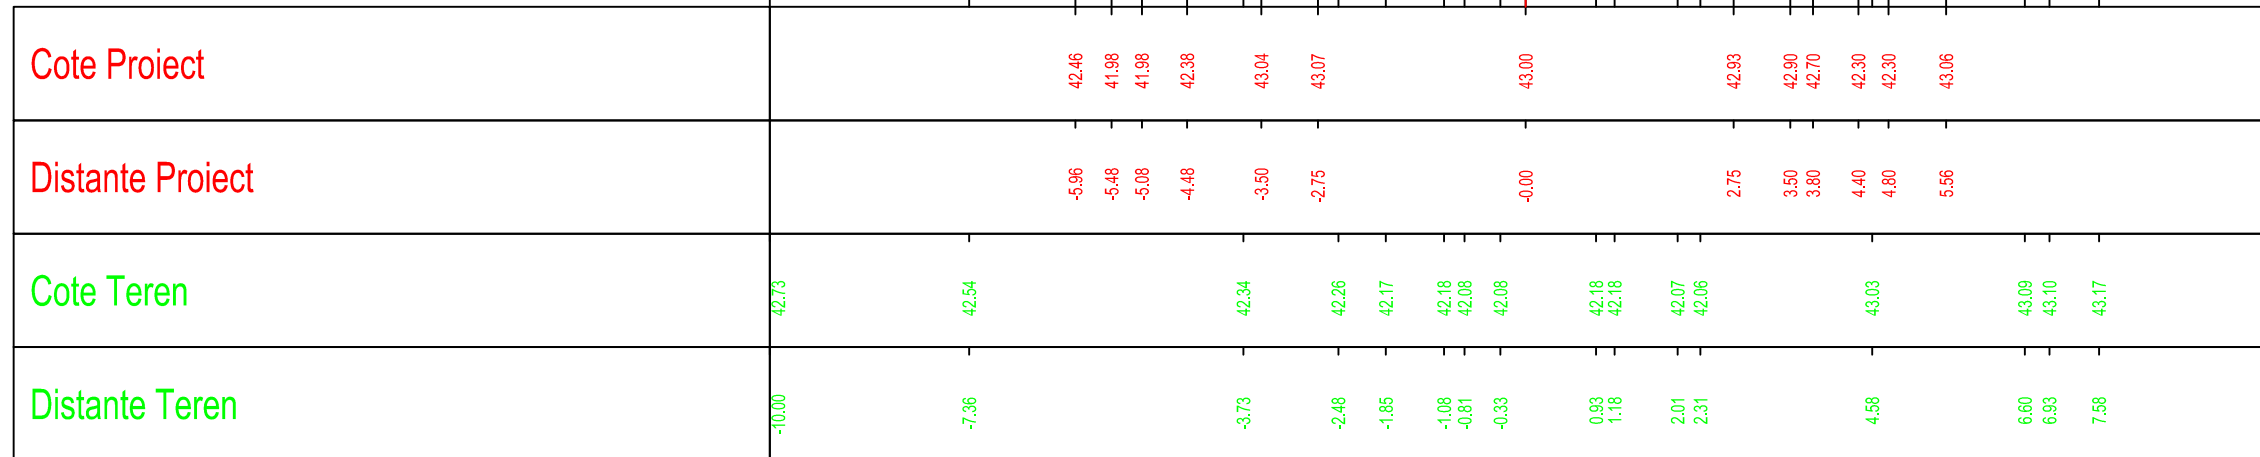 Cote Proiect 42.46 41.98 41.98 42.38 43.04 43.07 43.00 42.93 42.90 42.70 42.30 42.30 43.06
Distante Proiect -5.96 -5.48 -5.08 -4.48 -3.50 -2.75 -0.00 2.75 3.50 3.80 4.40 4.80 5.56
Cote Teren 42.73 42.54 42.34 42.26 42.17 42.18 42.08 42.08 42.18 42.18 42.07 42.06 43.03 43.09 43.10 43.17
Distante Teren -10.00 -7.36 -3.73 -2.48 -1.85 -1.08 -0.81 -0.33 0.93 1.18 2.01 2.31 4.58 6.60 6.93 7.58